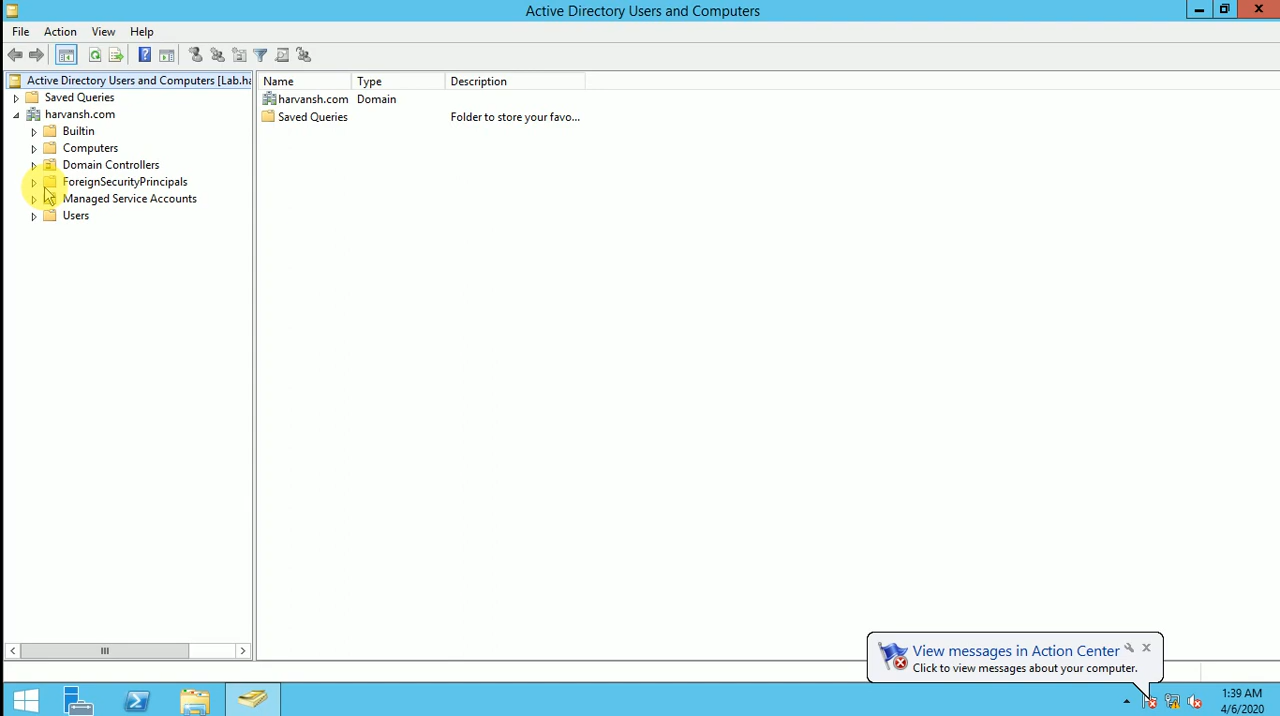 Active Directory Users and Computers
File Action View Help
Active Directory Users and Computers [Lab.ha
Saved Queries
harvansh.com
Builtin
Computers
Domain Controllers
ForeignSecurityPrincipals
Managed Service Accounts
Users
Name Type Description
harvansh.com Domain
Saved Queries Folder to store your favo...
View messages in Action Center
Click to view messages about your computer.
1:39 AM
4/6/2020